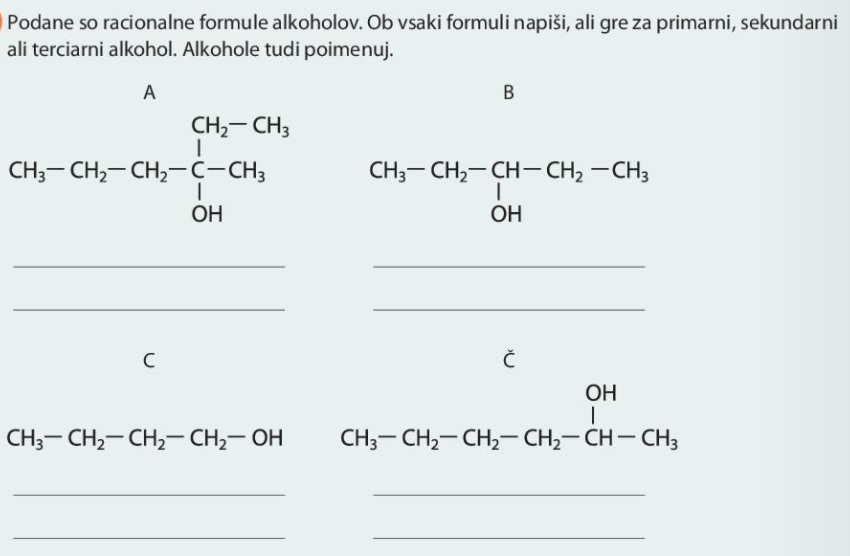 Podane so racionalne formule alkoholov. Ob vsaki formuli napiši, ali gre za primarni, sekundarni
ali terciarni alkohol. Alkohole tudi poimenuj.
A
CH₂— CH₃
|
CH₃— CH₂— CH₂— C — CH₃
|
OH
B
CH₃— CH₂— CH — CH₂ — CH₃
|
OH
C
CH₃— CH₂— CH₂— CH₂— OH
Č
OH
|
CH₃— CH₂— CH₂— CH₂— CH — CH₃